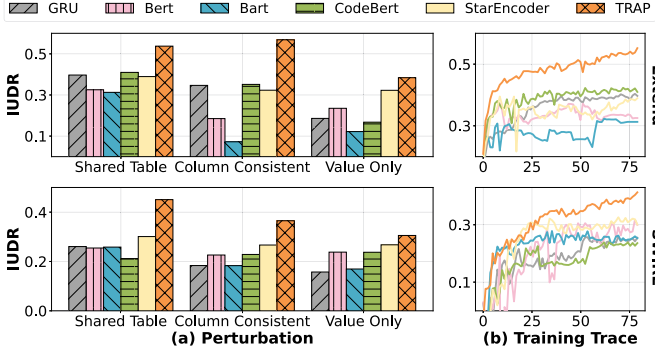 GRU Bert Bart CodeBert StarEncoder TRAP
IUDR
0.5
0.3
0.1
Shared Table Column Consistent Value Only
0.5
0.3
0 25 50 75
IUDR
0.4
0.2
0.0
Shared Table Column Consistent Value Only
(a) Perturbation
0.3
0.1
0 25 50 75
(b) Training Trace